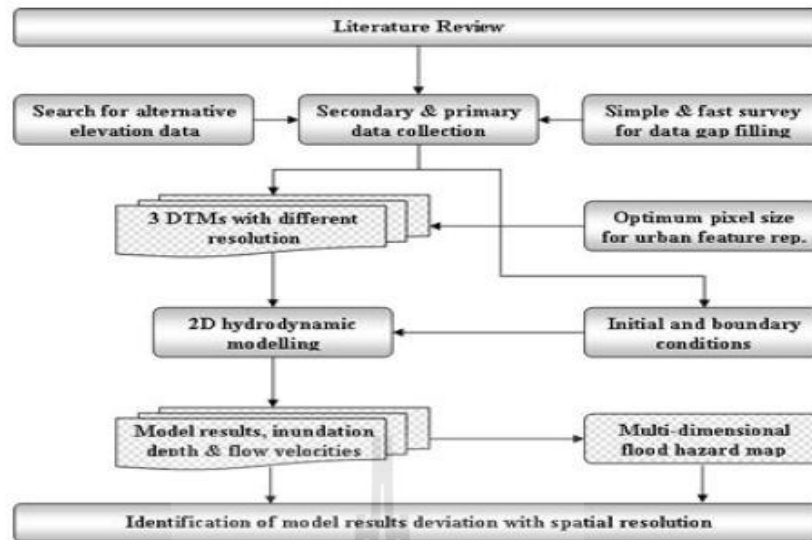 Literature Review
Search for alternative
elevation data
Secondary & primary
data collection
Simple & fast survey
for data gap filling
3 DTMs with different
resolution
Optimum pixel size
for urban feature rep.
2D hydrodynamic
modelling
Initial and boundary
conditions
Model results, inundation
depth & flow velocities
Multi-dimensional
flood hazard map
Identification of model results deviation with spatial resolution